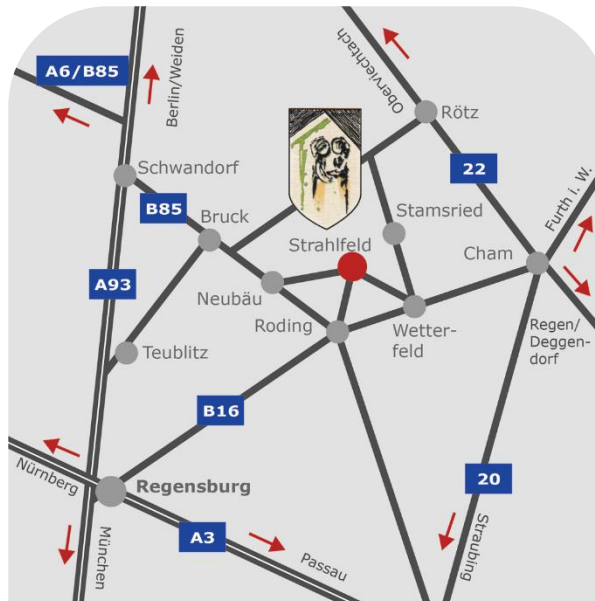 A6/B85
Berlin/Weiden
Oberviechtach
Rötz
Schwandorf
22
Furth i. W.
B85
Bruck
Stamsried
Strahlfeld
Cham
A93
Neubäu
Roding
Wetter-
feld
Regen/
Deggen-
dorf
Teublitz
B16
20
Nürnberg
Regensburg
Straubing
München
A3
Passau